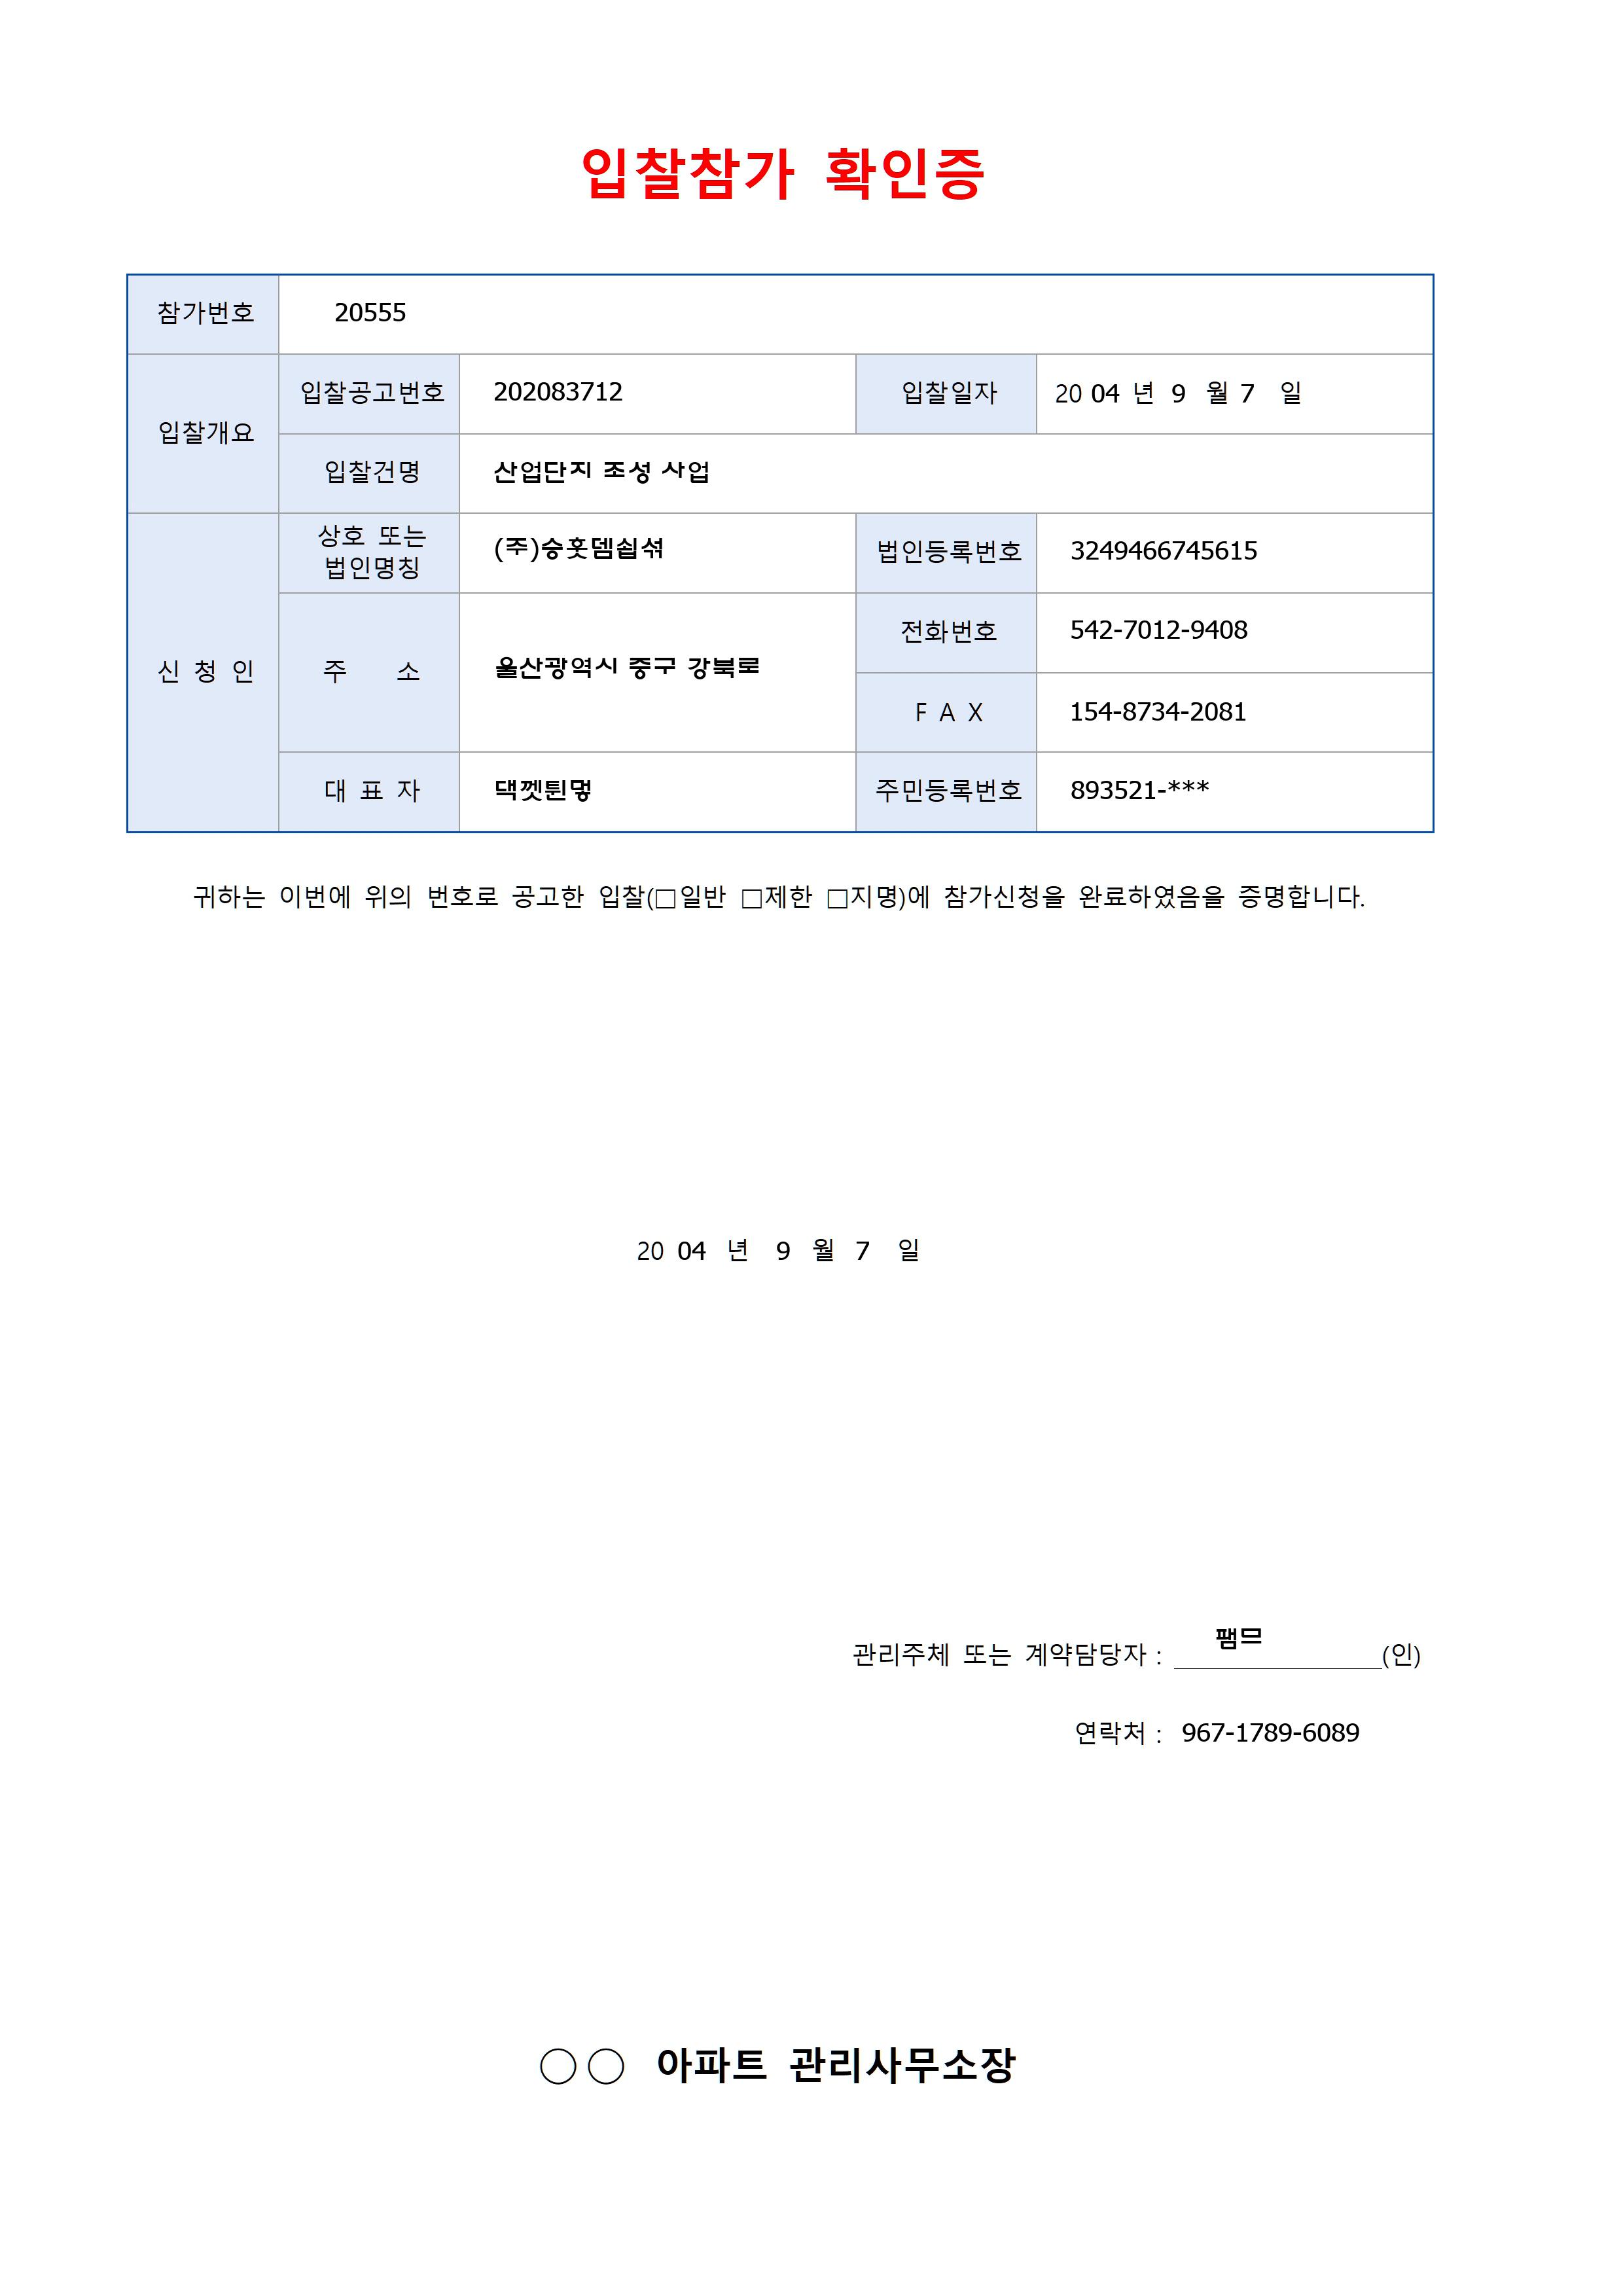 입찰참가 확인증
참가번호 20555
입찰개요 입찰공고번호 202083712 입찰일자 20 04 년 9 월 7 일
입찰건명 산업단지 조성 사업
신 청 인 상호 또는 법인명칭 (주)승홋뎀쇱섞 법인등록번호 3249466745615
주 소 울산광역시 중구 강북로 전화번호 542-7012-9408
F A X 154-8734-2081
대 표 자 댁껫튄멓 주민등록번호 893521-***
귀하는 이번에 위의 번호로 공고한 입찰(□일반 □제한 □지명)에 참가신청을 완료하였음을 증명합니다.
20 04 년 9 월 7 일
관리주체 또는 계약담당자 : 팸므 (인)
연락처 : 967-1789-6089
○○ 아파트 관리사무소장